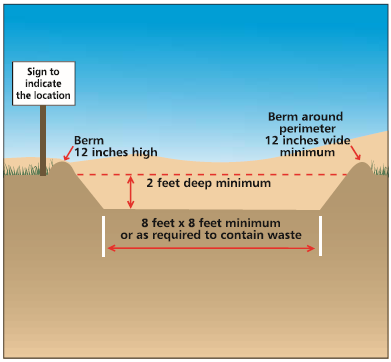 Sign to
indicate
the location
Berm
12 inches high
Berm around
perimeter
12 inches wide
minimum
2 feet deep minimum
8 feet x 8 feet minimum
or as required to contain waste